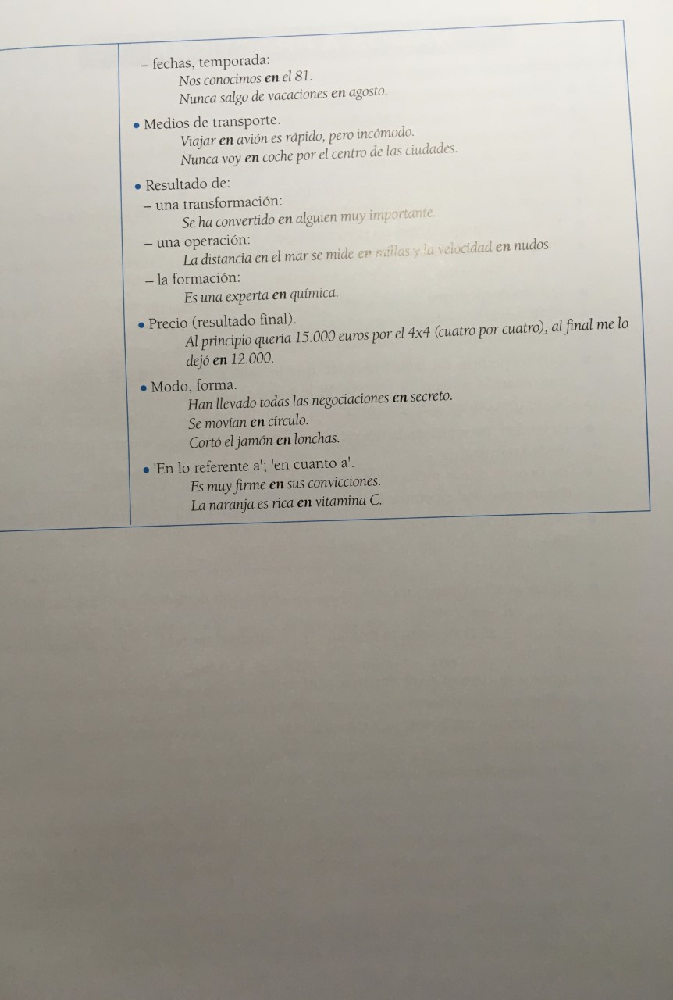 – fechas, temporada:
Nos conocimos en el 81.
Nunca salgo de vacaciones en agosto.
• Medios de transporte.
Viajar en avión es rápido, pero incómodo.
Nunca voy en coche por el centro de las ciudades.
• Resultado de:
– una transformación:
Se ha convertido en alguien muy importante.
– una operación:
La distancia en el mar se mide en millas y la velocidad en nudos.
– la formación:
Es una experta en química.
• Precio (resultado final).
Al principio quería 15.000 euros por el 4x4 (cuatro por cuatro), al final me lo
dejó en 12.000.
• Modo, forma.
Han llevado todas las negociaciones en secreto.
Se movían en círculo.
Cortó el jamón en lonchas.
• 'En lo referente a'; 'en cuanto a'.
Es muy firme en sus convicciones.
La naranja es rica en vitamina C.